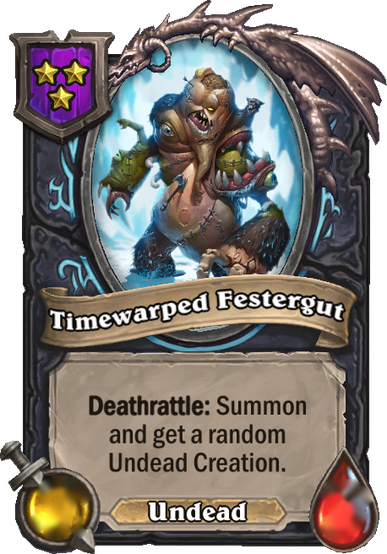 Timewarped Festergut
Deathrattle: Summon
and get a random
Undead Creation.
Undead